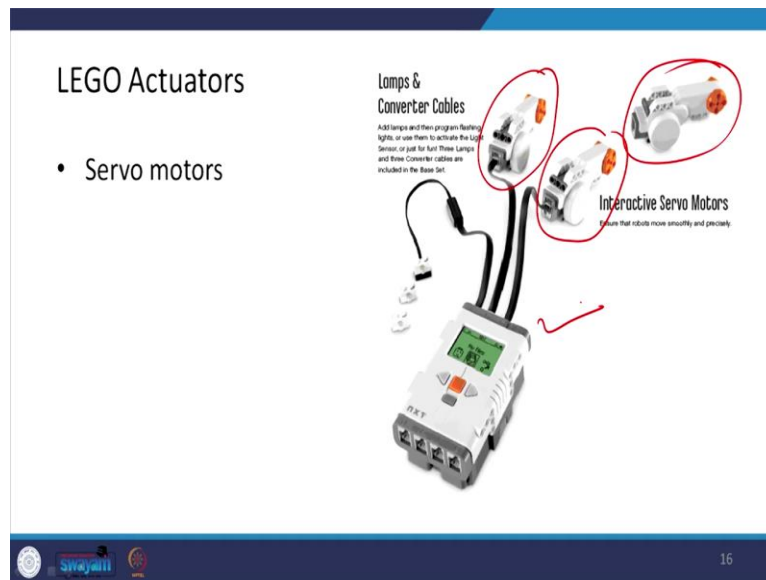 LEGO Actuators
• Servo motors
Lamps &
Converter Cables
Add lamps and then program flashing
lights, or use them to activate the Light
Sensor, or just for fun! Three Lamps
and three Converter cables are
included in the Base Set.
Interactive Servo Motors
Ensure that robots move smoothly and precisely.
NXT
swayam
16